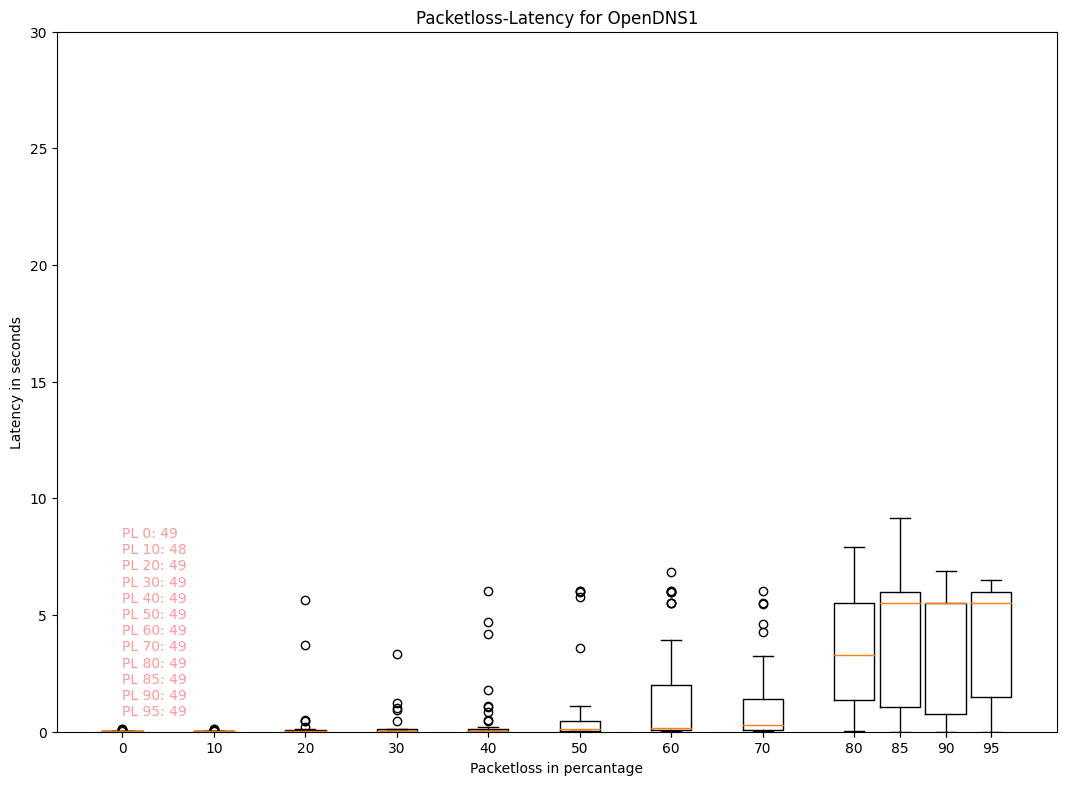 Packetloss-Latency for OpenDNS1
30
25
20
15
10
5
0
Latency in seconds
PL 0: 49
PL 10: 48
PL 20: 49
PL 30: 49
PL 40: 49
PL 50: 49
PL 60: 49
PL 70: 49
PL 80: 49
PL 85: 49
PL 90: 49
PL 95: 49
0 10 20 30 40 50 60 70 80 85 90 95
Packetloss in percantage